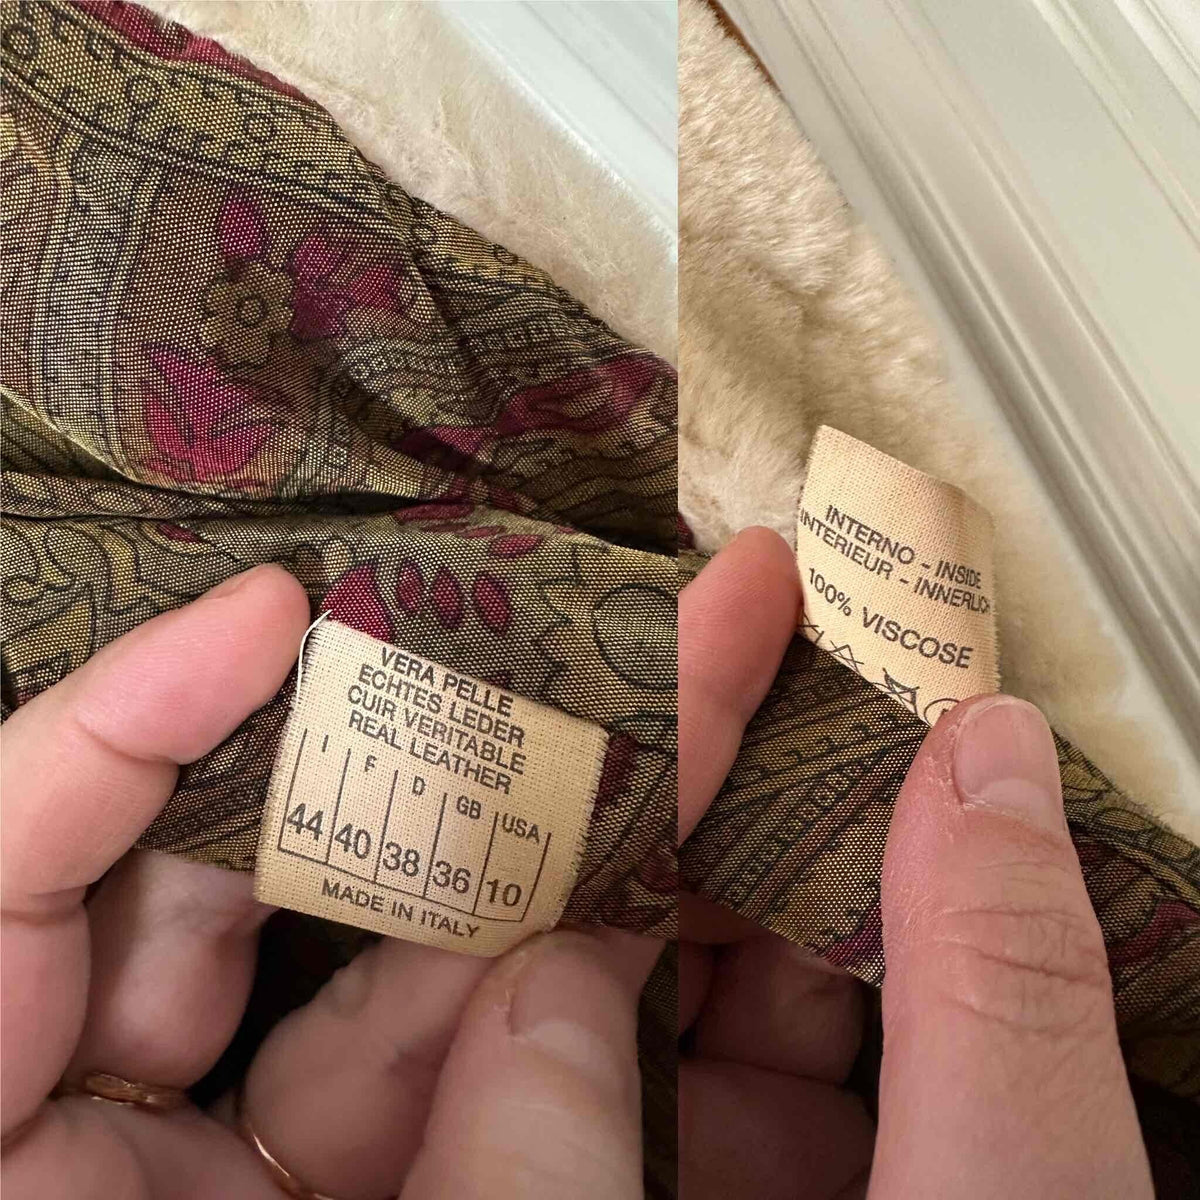 VERA PELLE
ECHTES LEDER
CUIR VERITABLE
REAL LEATHER
I F D GB USA
44 40 38 36 10
MADE IN ITALY
INTERNO - INSIDE
INTERIEUR - INNERLICH
100% VISCOSE